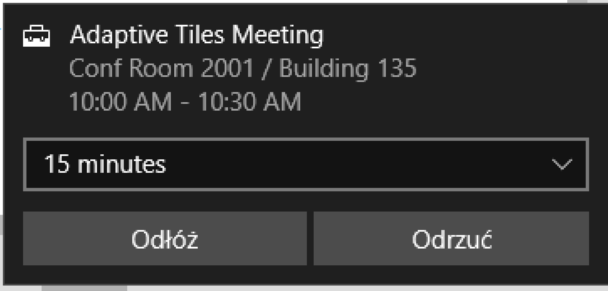 Adaptive Tiles Meeting
Conf Room 2001 / Building 135
10:00 AM - 10:30 AM
15 minutes
Odłóż
Odrzuć